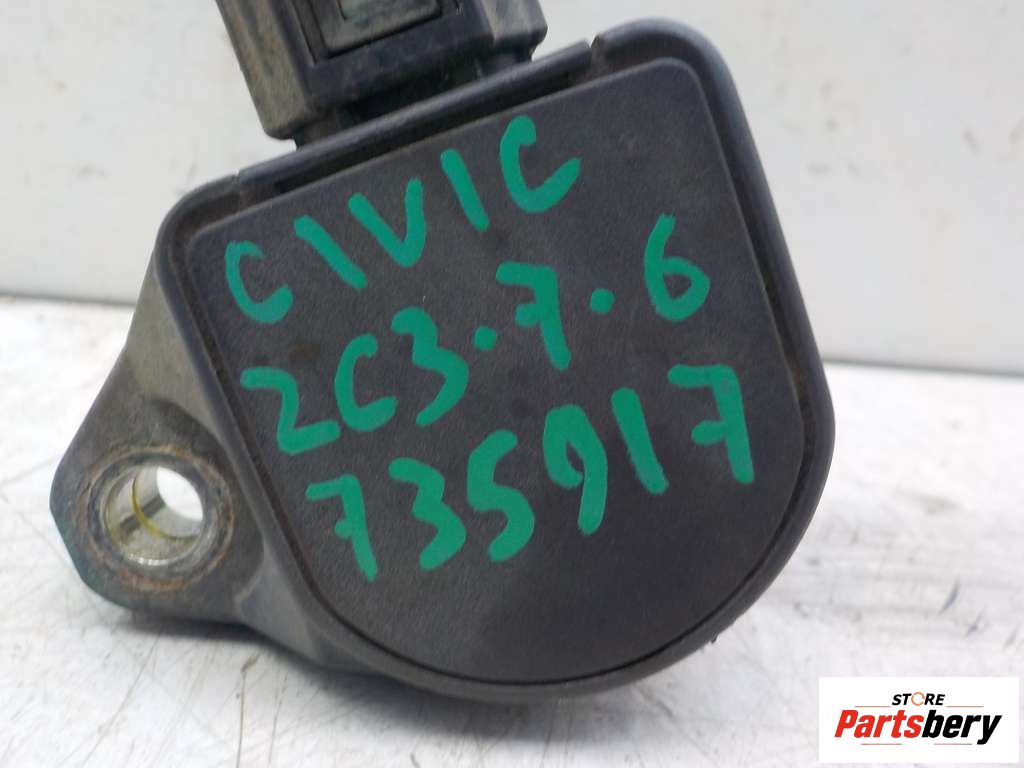 CIVIC
2C3.7.6
735917
STORE
Partsbery